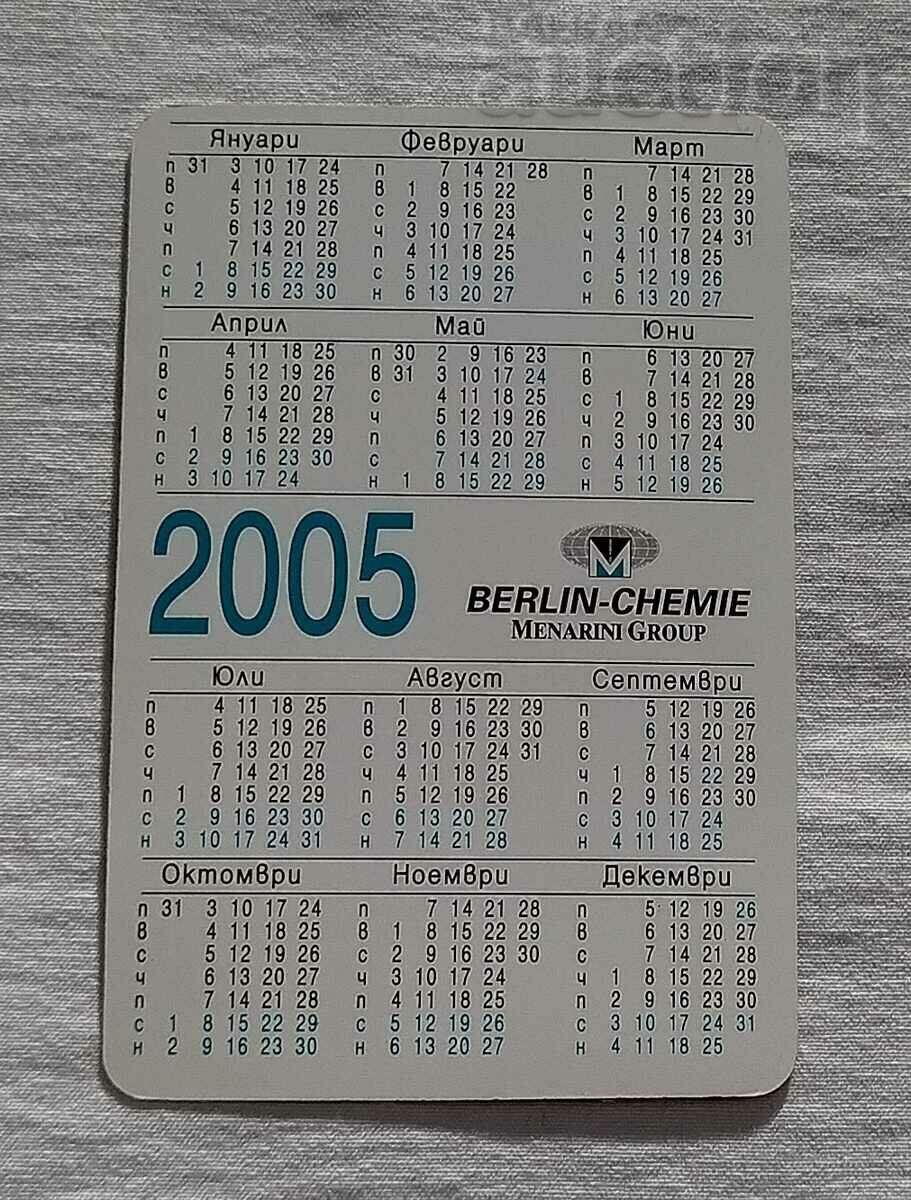 аукцион
Януари Февруари Март
п 31 3 10 17 24 п 7 14 21 28 п 7 14 21 28
в 4 11 18 25 в 1 8 15 22 в 1 8 15 22 29
с 5 12 19 26 с 2 9 16 23 с 2 9 16 23 30
ч 6 13 20 27 ч 3 10 17 24 ч 3 10 17 24 31
п 7 14 21 28 п 4 11 18 25 п 4 11 18 25
с 1 8 15 22 29 с 5 12 19 26 с 5 12 19 26
н 2 9 16 23 30 н 6 13 20 27 н 6 13 20 27
Април Май Юни
п 4 11 18 25 п 30 2 9 16 23 п 6 13 20 27
в 5 12 19 26 в 31 3 10 17 24 в 7 14 21 28
с 6 13 20 27 с 4 11 18 25 с 1 8 15 22 29
ч 7 14 21 28 ч 5 12 19 26 ч 2 9 16 23 30
п 1 8 15 22 29 п 6 13 20 27 п 3 10 17 24
с 2 9 16 23 30 с 7 14 21 28 с 4 11 18 25
н 3 10 17 24 н 1 8 15 22 29 н 5 12 19 26
2005
BERLIN-CHEMIE
MENARINI GROUP
Юли Август Септември
п 4 11 18 25 п 1 8 15 22 29 п 5 12 19 26
в 5 12 19 26 в 2 9 16 23 30 в 6 13 20 27
с 6 13 20 27 с 3 10 17 24 31 с 7 14 21 28
ч 7 14 21 28 ч 4 11 18 25 ч 1 8 15 22 29
п 1 8 15 22 29 п 5 12 19 26 п 2 9 16 23 30
с 2 9 16 23 30 с 6 13 20 27 с 3 10 17 24
н 3 10 17 24 31 н 7 14 21 28 н 4 11 18 25
Октомври Ноември Декември
п 31 3 10 17 24 п 7 14 21 28 п 5 12 19 26
в 4 11 18 25 в 1 8 15 22 29 в 6 13 20 27
с 5 12 19 26 с 2 9 16 23 30 с 7 14 21 28
ч 6 13 20 27 ч 3 10 17 24 ч 1 8 15 22 29
п 7 14 21 28 п 4 11 18 25 п 2 9 16 23 30
с 1 8 15 22 29 с 5 12 19 26 с 3 10 17 24 31
н 2 9 16 23 30 н 6 13 20 27 н 4 11 18 25